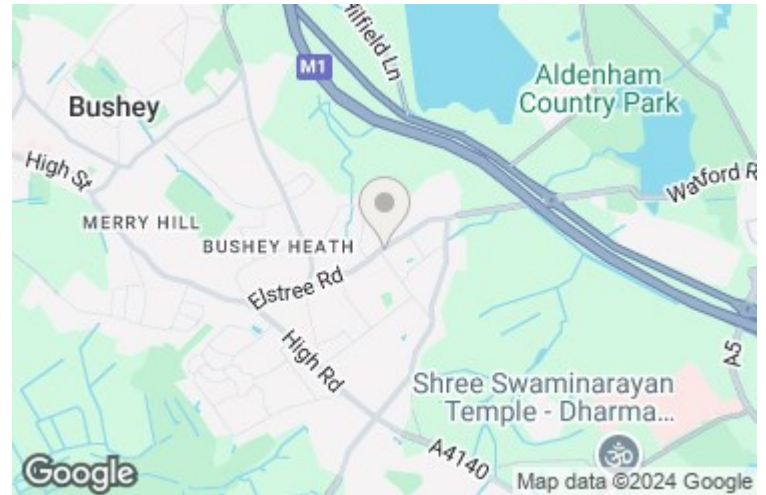 Hilfield Ln
M1
Aldenham
Country Park
Bushey
High St
Watford R
MERRY HILL
BUSHEY HEATH
Elstree Rd
High Rd
A5
Shree Swaminarayan
Temple - Dharma...
A4140
Google
Map data ©2024 Google